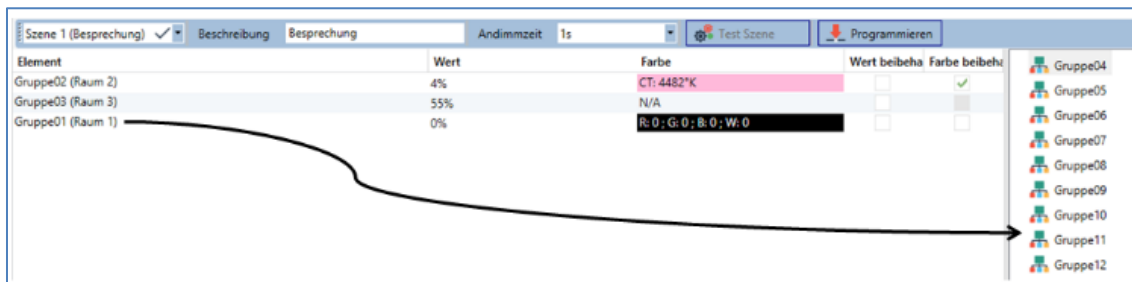 Szene 1 (Besprechung) Beschreibung Besprechung Andimmzeit 1s Test Szene Programmieren
Element Wert Farbe Wert beibeha Farbe beibeha
Gruppe02 (Raum 2) 4% CT: 4482°K
Gruppe03 (Raum 3) 55% N/A
Gruppe01 (Raum 1) 0% R: 0 ; G: 0 ; B: 0 ; W: 0
Gruppe04
Gruppe05
Gruppe06
Gruppe07
Gruppe08
Gruppe09
Gruppe10
Gruppe11
Gruppe12